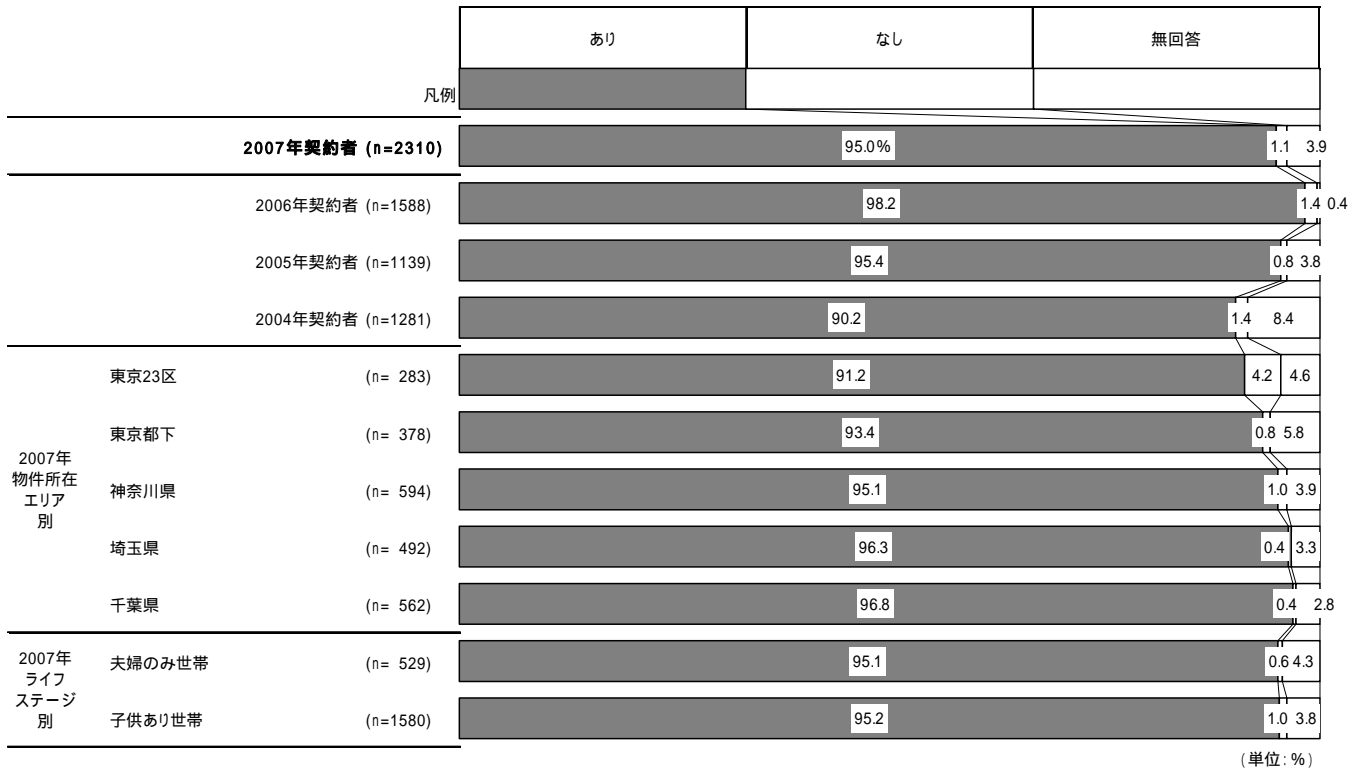 あり なし 無回答
凡例
2007年契約者 (n=2310) 95.0% 1.1 3.9
2006年契約者 (n=1588) 98.2 1.4 0.4
2005年契約者 (n=1139) 95.4 0.8 3.8
2004年契約者 (n=1281) 90.2 1.4 8.4
2007年
物件所在
エリア
別
東京23区 (n= 283) 91.2 4.2 4.6
東京都下 (n= 378) 93.4 0.8 5.8
神奈川県 (n= 594) 95.1 1.0 3.9
埼玉県 (n= 492) 96.3 0.4 3.3
千葉県 (n= 562) 96.8 0.4 2.8
2007年
ライフ
ステージ
別
夫婦のみ世帯 (n= 529) 95.1 0.6 4.3
子供あり世帯 (n=1580) 95.2 1.0 3.8
(単位:%)